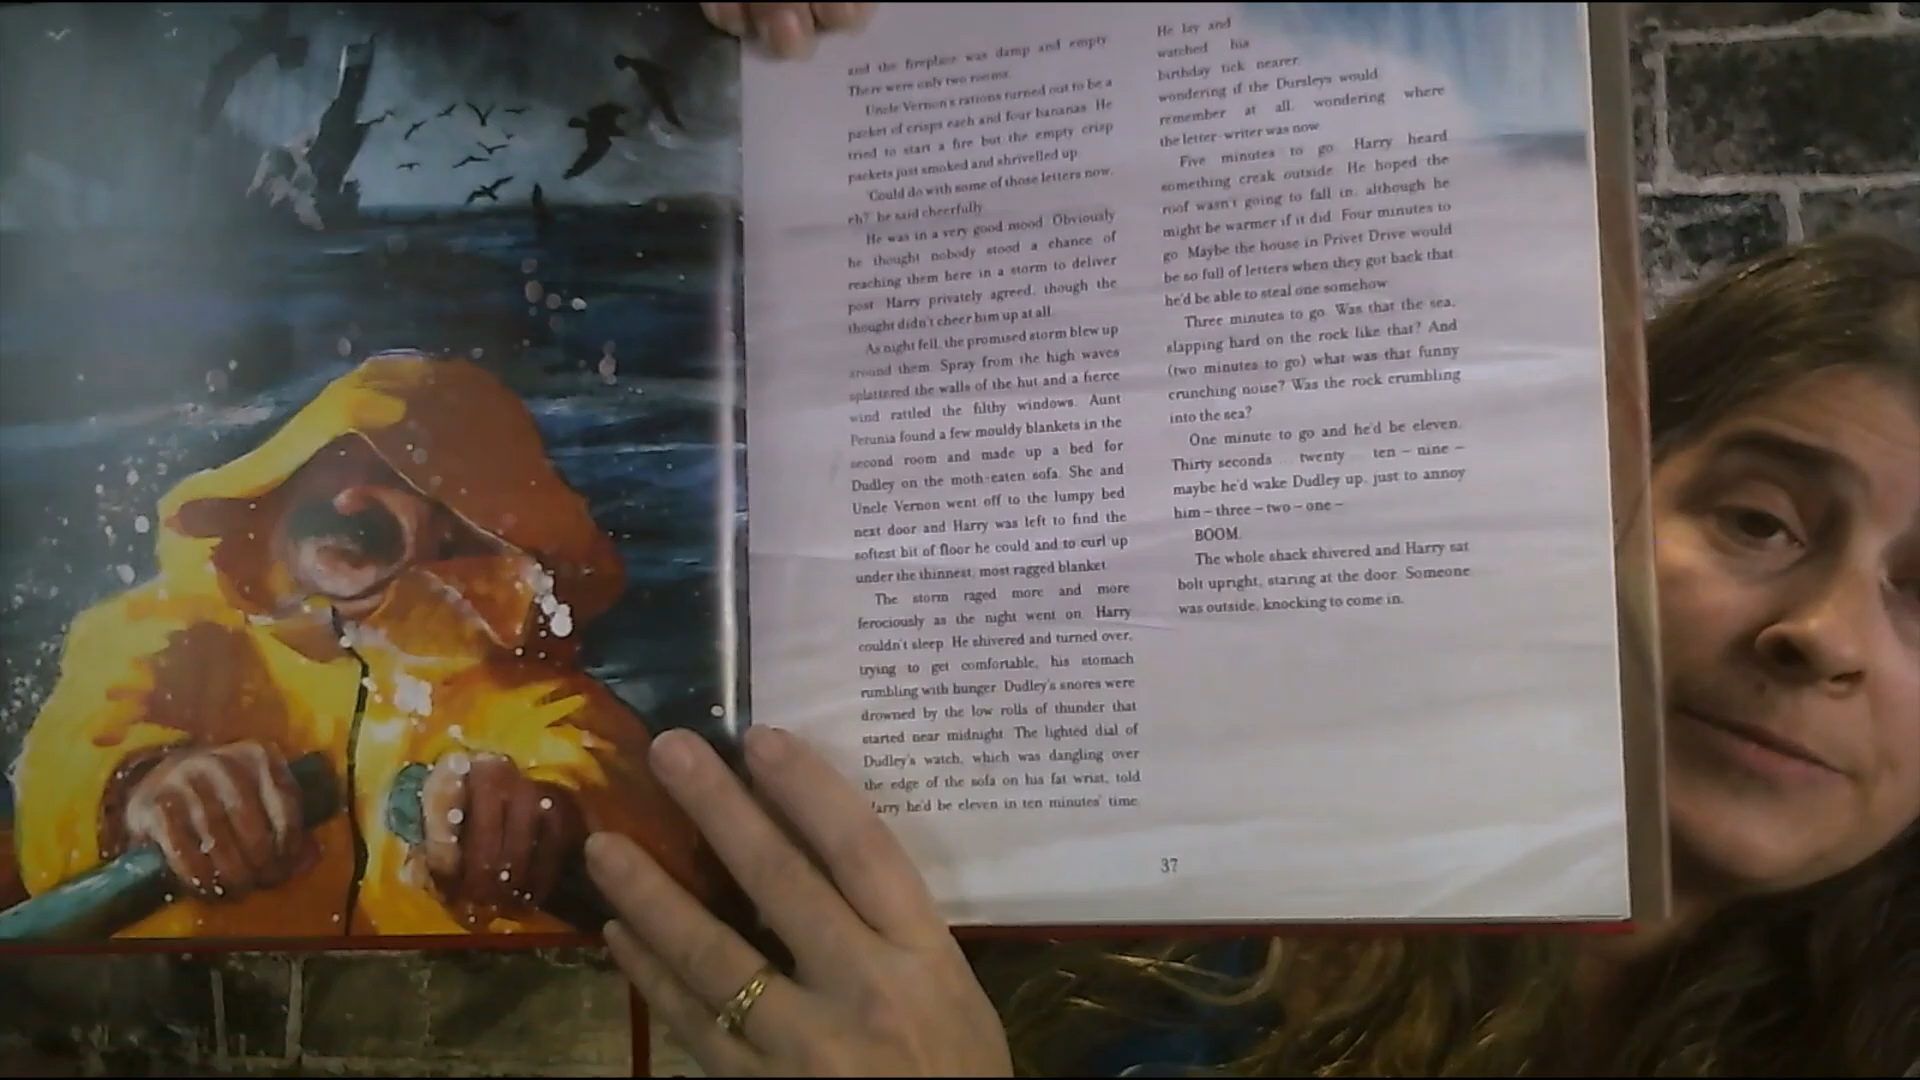 and the fireplace was damp and empty.
There were only two rooms.
Uncle Vernon's rations turned out to be a
packet of crisps each and four bananas. He
tried to start a fire but the empty crisp
packets just smoked and shrivelled up.
'Could do with some of those letters now,
eh?' he said cheerfully.
He was in a very good mood. Obviously
he thought nobody stood a chance of
reaching them here in a storm to deliver
post. Harry privately agreed, though the
thought didn't cheer him up at all.
As night fell, the promised storm blew up
around them. Spray from the high waves
splattered the walls of the hut and a fierce
wind rattled the filthy windows. Aunt
Petunia found a few mouldy blankets in the
second room and made up a bed for
Dudley on the moth-eaten sofa. She and
Uncle Vernon went off to the lumpy bed
next door and Harry was left to find the
softest bit of floor he could and to curl up
under the thinnest, most ragged blanket.
The storm raged more and more
ferociously as the night went on. Harry
couldn't sleep. He shivered and turned over,
trying to get comfortable, his stomach
rumbling with hunger. Dudley's snores were
drowned by the low rolls of thunder that
started near midnight. The lighted dial of
Dudley's watch, which was dangling over
the edge of the sofa on his fat wrist, told
Harry he'd be eleven in ten minutes' time.
He lay and
watched his
birthday tick nearer,
wondering if the Dursleys would
remember at all, wondering where
the letter-writer was now.
Five minutes to go. Harry heard
something creak outside. He hoped the
roof wasn't going to fall in, although he
might be warmer if it did. Four minutes to
go. Maybe the house in Privet Drive would
be so full of letters when they got back that
he'd be able to steal one somehow.
Three minutes to go. Was that the sea,
slapping hard on the rock like that? And
(two minutes to go) what was that funny
crunching noise? Was the rock crumbling
into the sea?
One minute to go and he'd be eleven.
Thirty seconds ... twenty ... ten – nine –
maybe he'd wake Dudley up, just to annoy
him – three – two – one –
BOOM.
The whole shack shivered and Harry sat
bolt upright, staring at the door. Someone
was outside, knocking to come in.
37